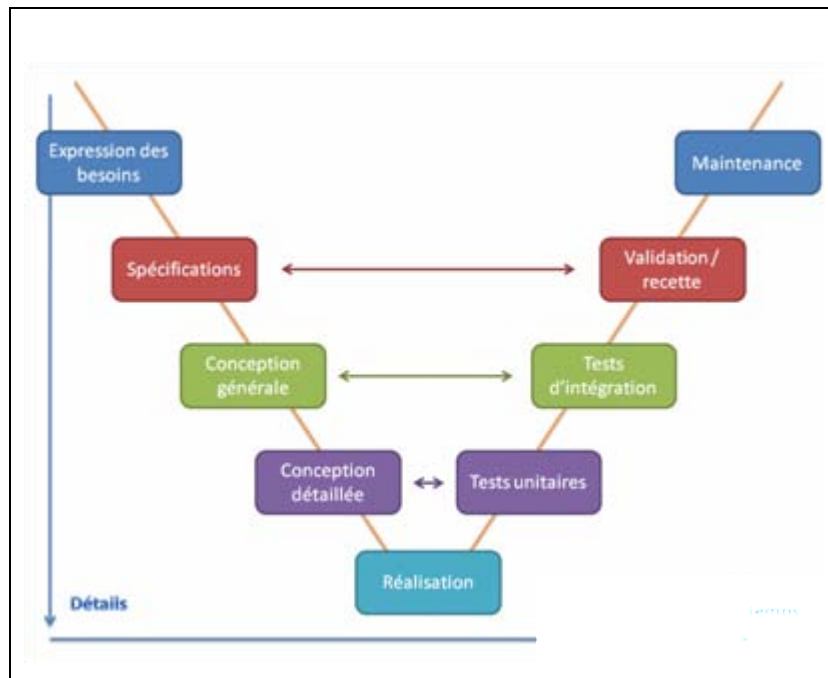 Expression des
besoins
Maintenance
Spécifications
Validation /
recette
Conception
générale
Tests
d'intégration
Conception
détaillée
Tests unitaires
Réalisation
Détails